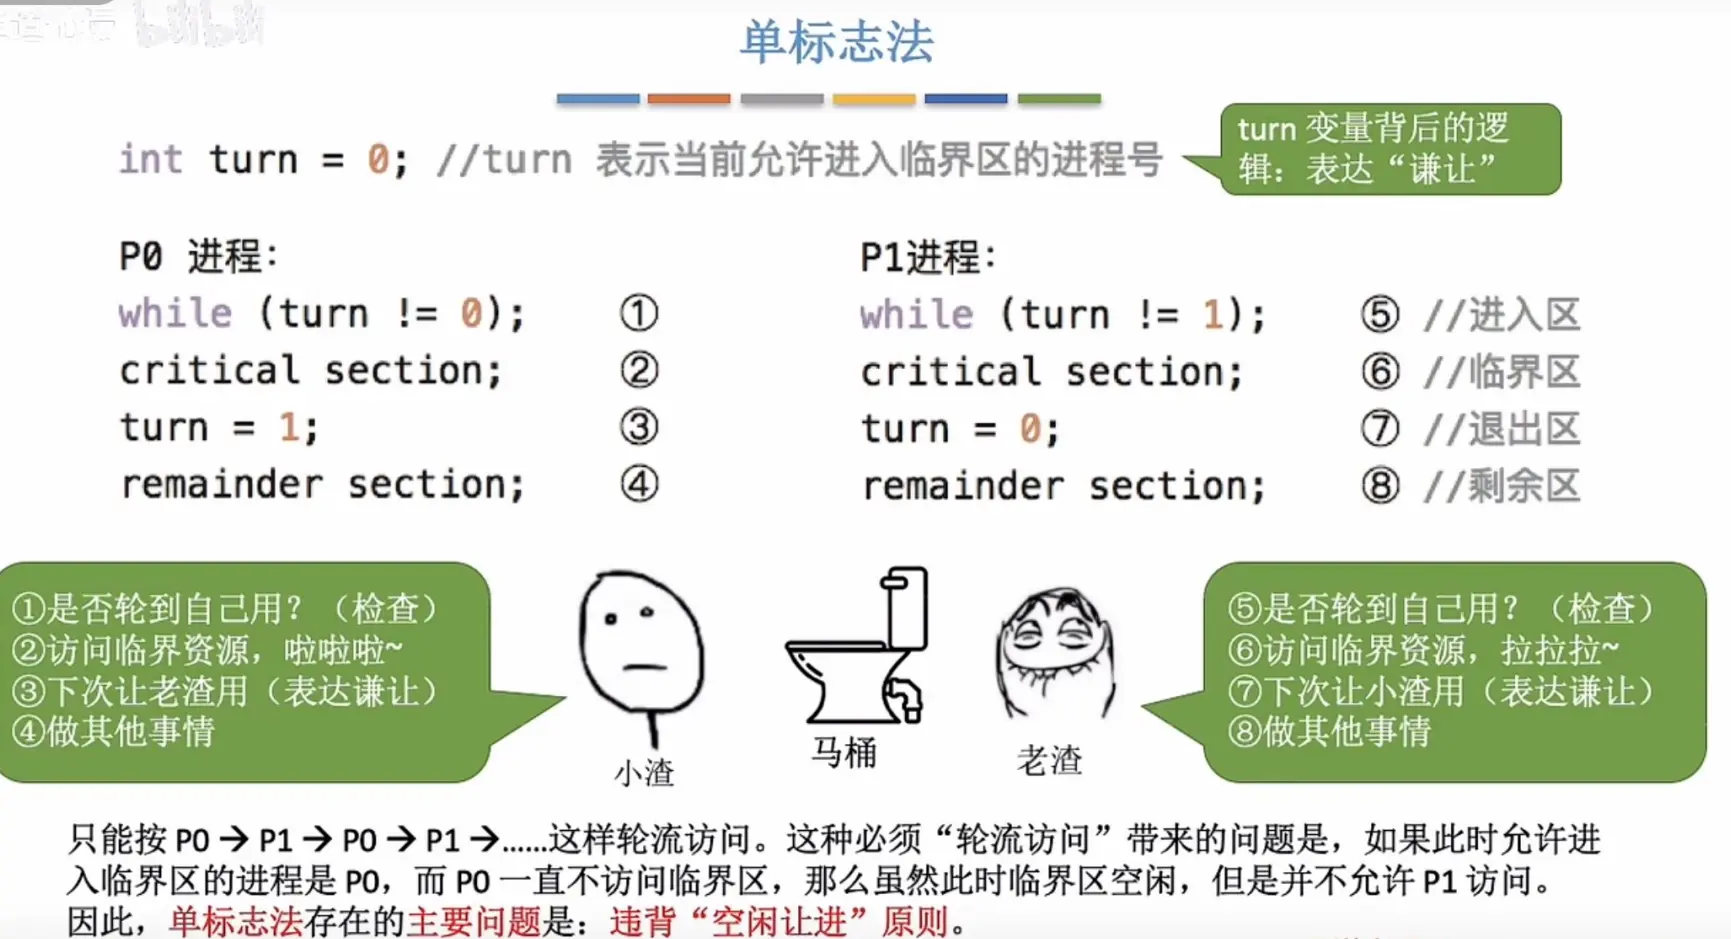 bilibili
单标志法
int turn = 0; //turn 表示当前允许进入临界区的进程号
turn 变量背后的逻
辑：表达“谦让”
P0 进程：
while (turn != 0); ①
critical section; ②
turn = 1; ③
remainder section; ④
P1进程：
while (turn != 1); ⑤ //进入区
critical section; ⑥ //临界区
turn = 0; ⑦ //退出区
remainder section; ⑧ //剩余区
①是否轮到自己用？（检查）
②访问临界资源，啦啦啦~
③下次让老渣用（表达谦让）
④做其他事情
小渣
马桶
老渣
⑤是否轮到自己用？（检查）
⑥访问临界资源，拉拉拉~
⑦下次让小渣用（表达谦让）
⑧做其他事情
只能按 P0 → P1 → P0 → P1 →……这样轮流访问。这种必须“轮流访问”带来的问题是，如果此时允许进
入临界区的进程是 P0，而 P0 一直不访问临界区，那么虽然此时临界区空闲，但是并不允许 P1 访问。
因此，单标志法存在的主要问题是：违背“空闲让进”原则。